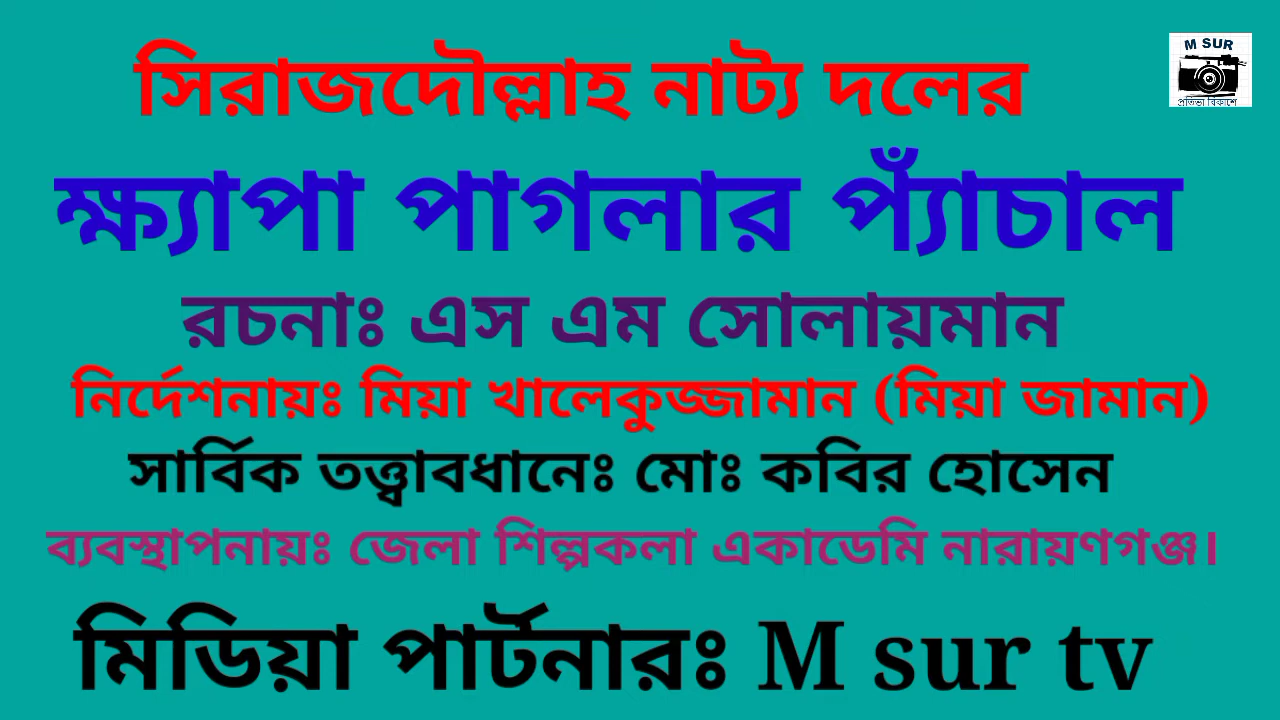 M SUR
প্রতিভা বিকাশে
সিরাজদৌল্লাহ নাট্য দলের
ক্ষ্যাপা পাগলার প্যাঁচাল
রচনাঃ এস এম সোলায়মান
নির্দেশনায়ঃ মিয়া খালেকুজ্জামান (মিয়া জামান)
সার্বিক তত্ত্বাবধানেঃ মোঃ কবির হোসেন
ব্যবস্থাপনায়ঃ জেলা শিল্পকলা একাডেমি নারায়ণগঞ্জ।
মিডিয়া পার্টনারঃ M sur tv